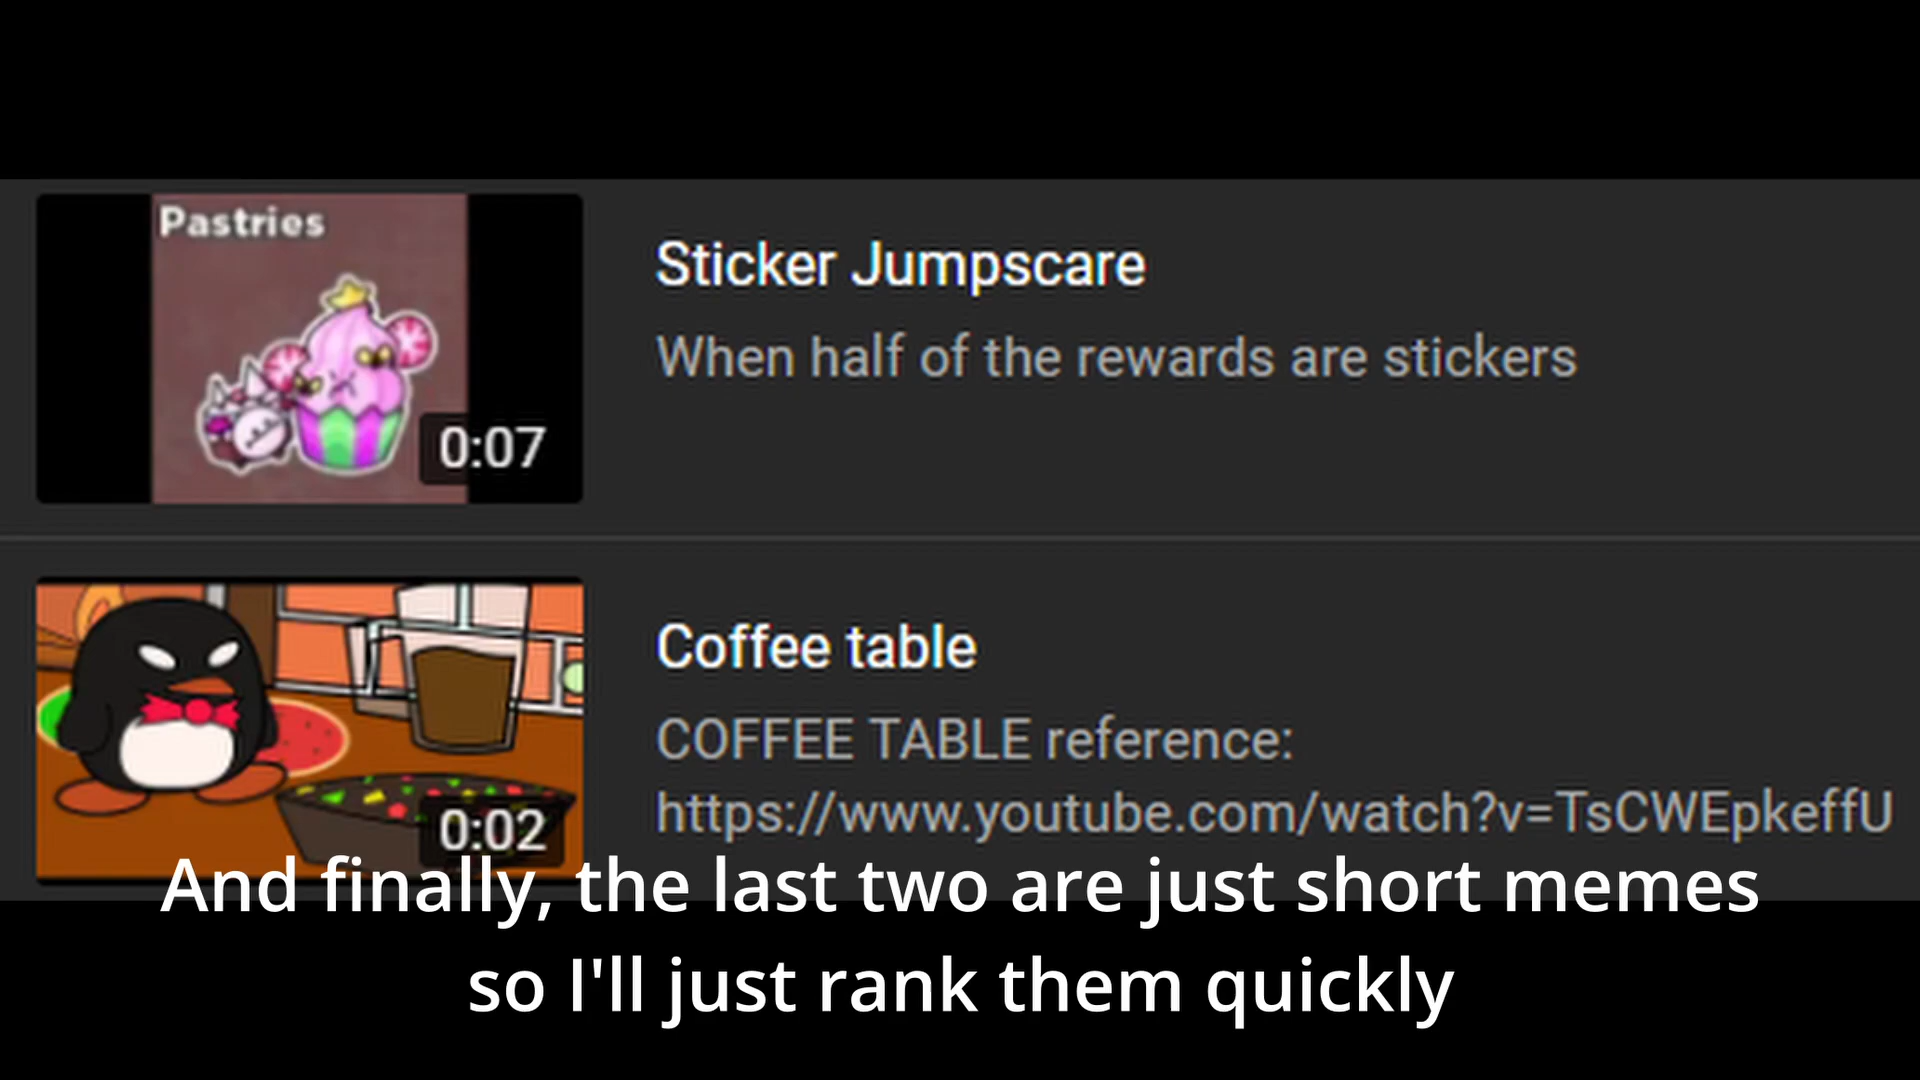 Pastries
0:07
Sticker Jumpscare
When half of the rewards are stickers
0:02
Coffee table
COFFEE TABLE reference:
https://www.youtube.com/watch?v=TsCWEpkeffU
And finally, the last two are just short memes
so I'll just rank them quickly